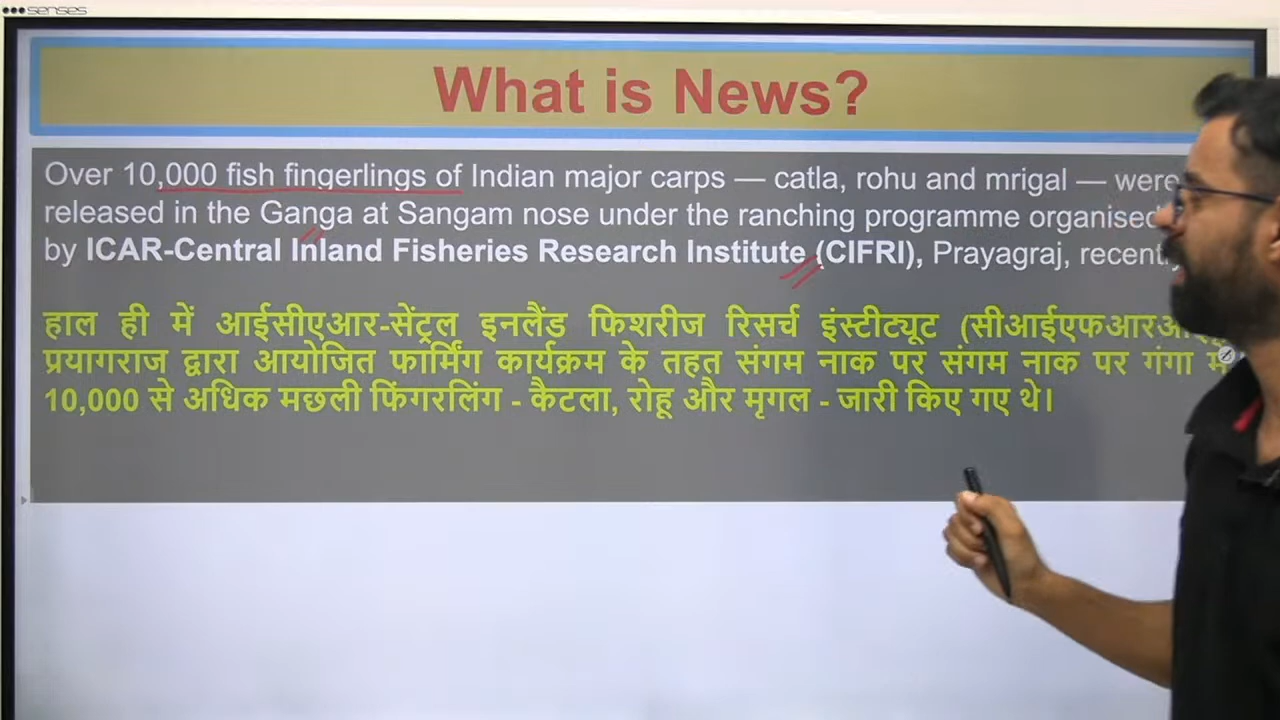 senses
What is News?
Over 10,000 fish fingerlings of Indian major carps — catla, rohu and mrigal — were
released in the Ganga at Sangam nose under the ranching programme organised
by ICAR-Central Inland Fisheries Research Institute (CIFRI), Prayagraj,
हाल ही में आईसीएआर-सेंट्रल इनलैंड फिशरीज रिसर्च इंस्टीट्यूट
प्रयागराज द्वारा आयोजित फार्मिंग कार्यक्रम के तहत संगम नाक पर संगम नाक पर गंगा में
10,000 से अधिक मछली फिंगरलिंग - कैटला, रोहू और मृगल - जारी किए गए थे।